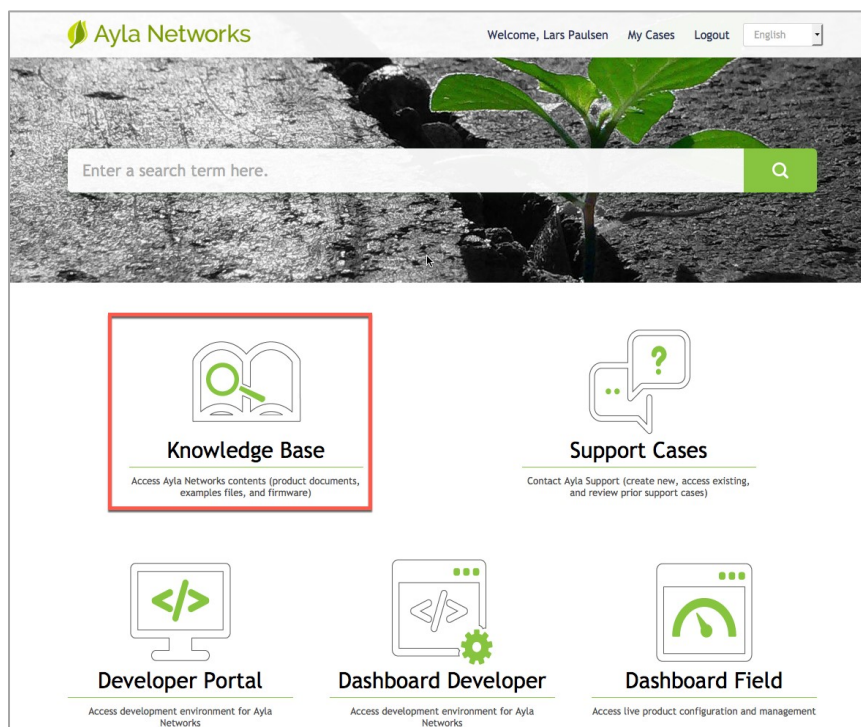 Ayla Networks
Welcome, Lars Paulsen My Cases Logout English
Enter a search term here.
Knowledge Base
Access Ayla Networks contents (product documents,
examples files, and firmware)
Support Cases
Contact Ayla Support (create new, access existing,
and review prior support cases)
</>
Developer Portal
Access development environment for Ayla
Networks
</>
Dashboard Developer
Access development environment for Ayla
Networks
Dashboard Field
Access live product configuration and management